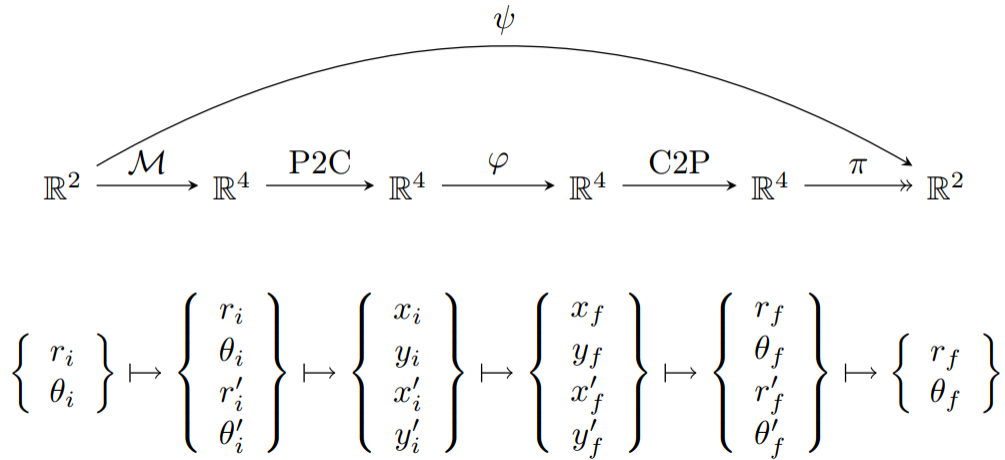 ψ
ℳ P2C φ C2P π
ℝ² ℝ⁴ ℝ⁴ ℝ⁴ ℝ⁴ ℝ²
{ r_i θ_i } ↦ { r_i θ_i r′_i θ′_i } ↦ { x_i y_i x′_i y′_i } ↦ { x_f y_f x′_f y′_f } ↦ { r_f θ_f r′_f θ′_f } ↦ { r_f θ_f }